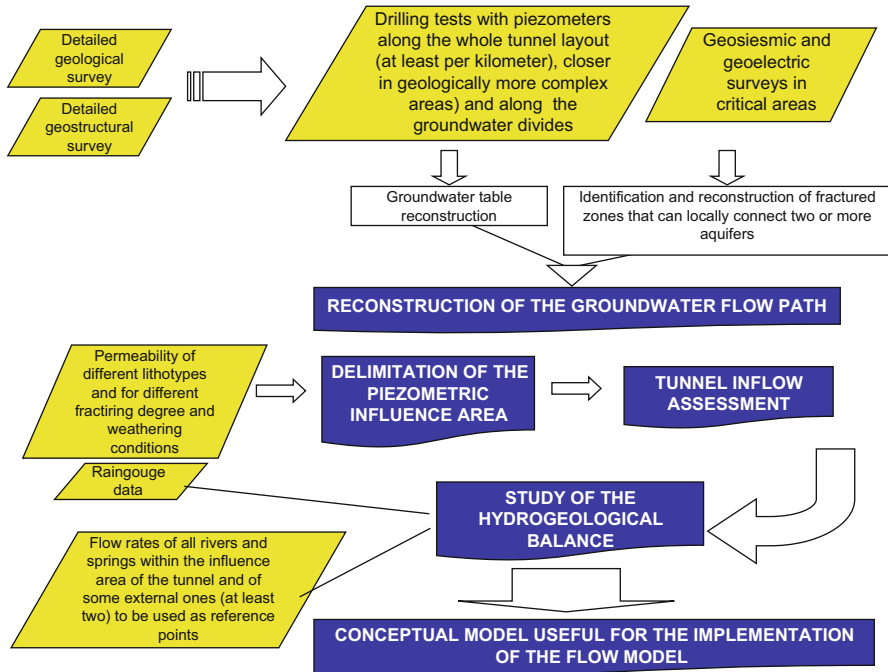 Detailed
geological
survey
Detailed
geostructural
survey
Drilling tests with piezometers
along the whole tunnel layout
(at least per kilometer), closer
in geologically more complex
areas) and along the
groundwater divides
Geosiesmic and
geoelectric
surveys in
critical areas
Groundwater table
reconstruction
Identification and reconstruction of fractured
zones that can locally connect two or more
aquifers
RECONSTRUCTION OF THE GROUNDWATER FLOW PATH
Permeability of
different lithotypes
and for different
fractiring degree and
weathering
conditions
DELIMITATION OF THE
PIEZOMETRIC
INFLUENCE AREA
TUNNEL INFLOW
ASSESSMENT
Raingouge
data
STUDY OF THE
HYDROGEOLOGICAL
BALANCE
Flow rates of all rivers and
springs within the influence
area of the tunnel and of
some external ones (at least
two) to be used as reference
points
CONCEPTUAL MODEL USEFUL FOR THE IMPLEMENTATION
OF THE FLOW MODEL